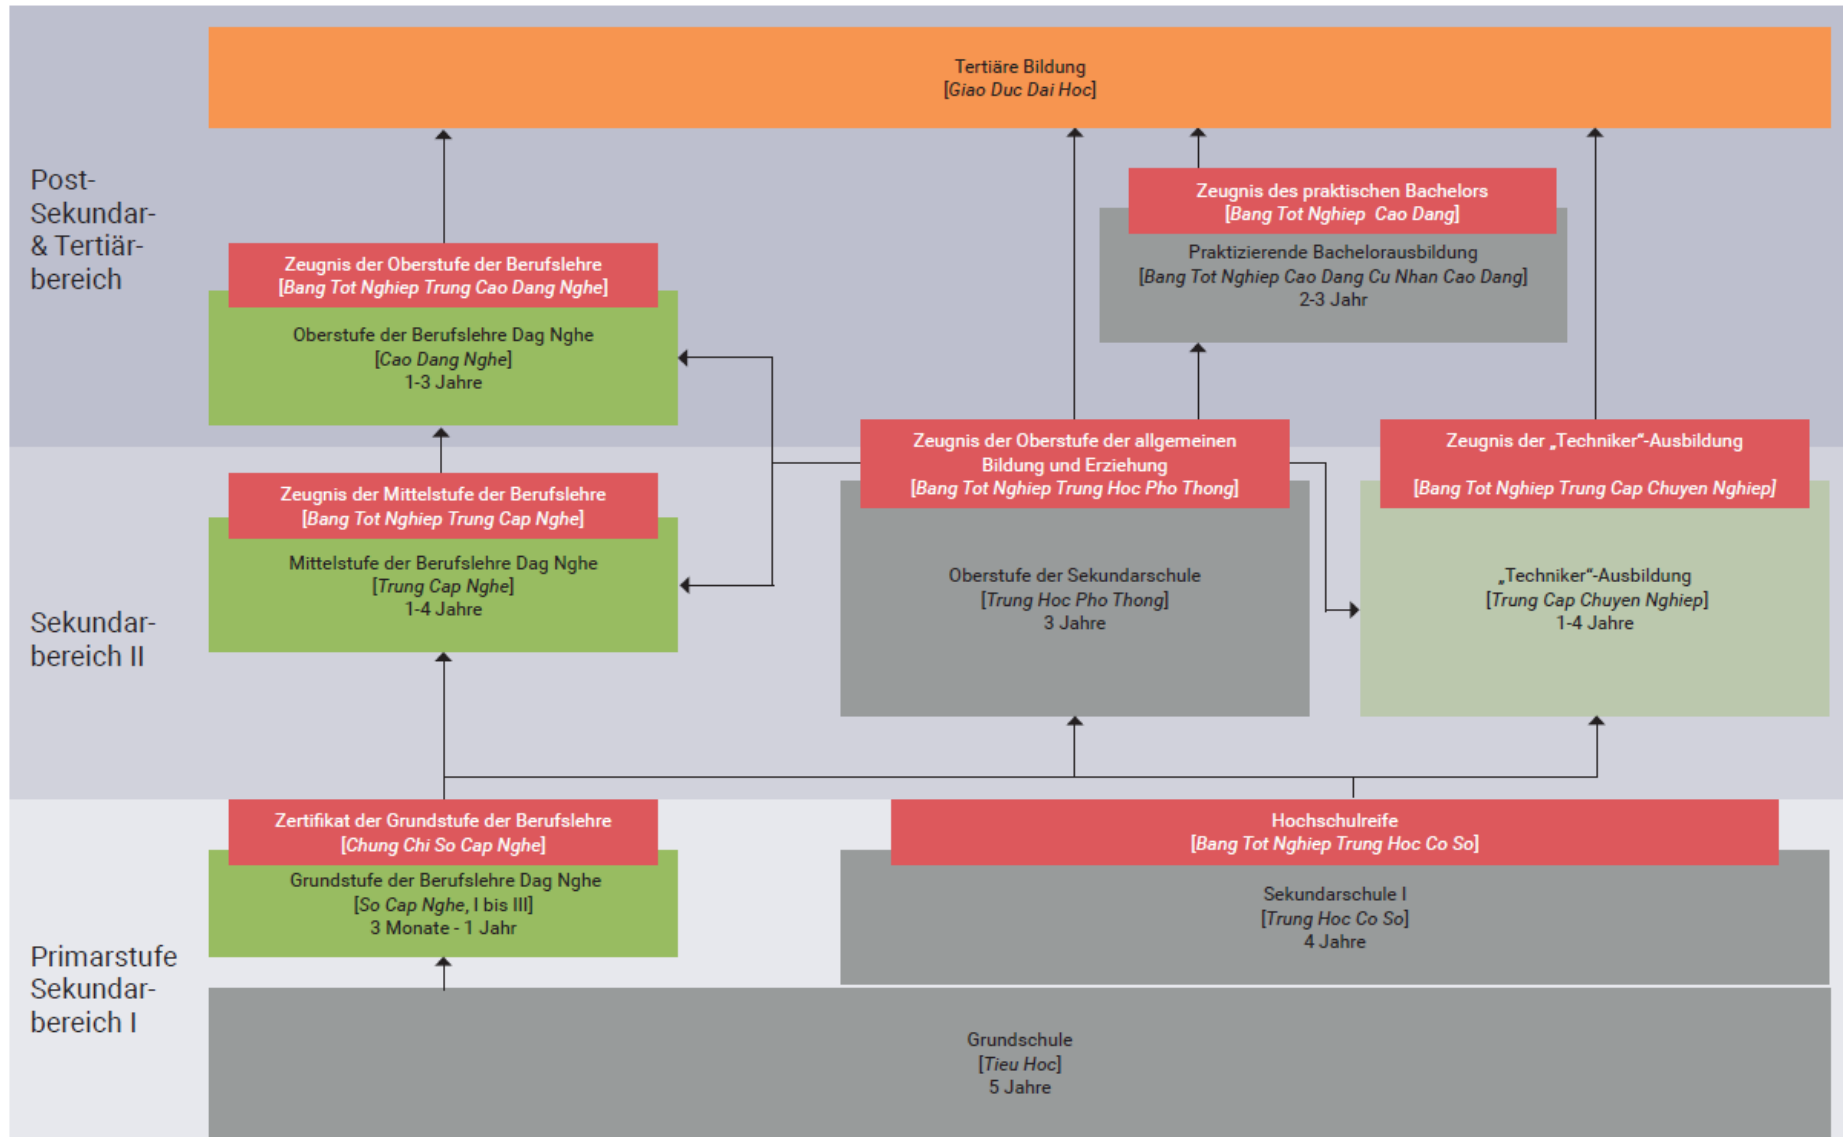 Tertiäre Bildung
[Giao Duc Dai Hoc]
Post-
Sekundar-
& Tertiär-
bereich
Zeugnis des praktischen Bachelors
[Bang Tot Nghiep Cao Dang]
Praktizierende Bachelorausbildung
[Bang Tot Nghiep Cao Dang Cu Nhan Cao Dang]
2-3 Jahr
Zeugnis der Oberstufe der Berufslehre
[Bang Tot Nghiep Trung Cao Dang Nghe]
Oberstufe der Berufslehre Dag Nghe
[Cao Dang Nghe]
1-3 Jahre
Zeugnis der Oberstufe der allgemeinen
Bildung und Erziehung
[Bang Tot Nghiep Trung Hoc Pho Thong]
Zeugnis der „Techniker“-Ausbildung
[Bang Tot Nghiep Trung Cap Chuyen Nghiep]
Sekundar-
bereich II
Zeugnis der Mittelstufe der Berufslehre
[Bang Tot Nghiep Trung Cap Nghe]
Mittelstufe der Berufslehre Dag Nghe
[Trung Cap Nghe]
1-4 Jahre
Oberstufe der Sekundarschule
[Trung Hoc Pho Thong]
3 Jahre
„Techniker“-Ausbildung
[Trung Cap Chuyen Nghiep]
1-4 Jahre
Zertifikat der Grundstufe der Berufslehre
[Chung Chi So Cap Nghe]
Grundstufe der Berufslehre Dag Nghe
[So Cap Nghe, I bis III]
3 Monate - 1 Jahr
Hochschulreife
[Bang Tot Nghiep Trung Hoc Co So]
Sekundarschule I
[Trung Hoc Co So]
4 Jahre
Primarstufe
Sekundar-
bereich I
Grundschule
[Tieu Hoc]
5 Jahre